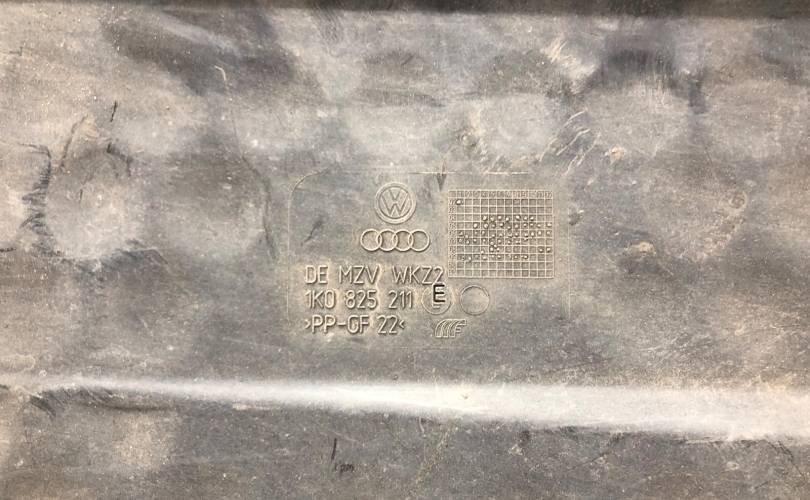 DE MZV WKZ2
1K0 825 211 E
>PP-GF 22<